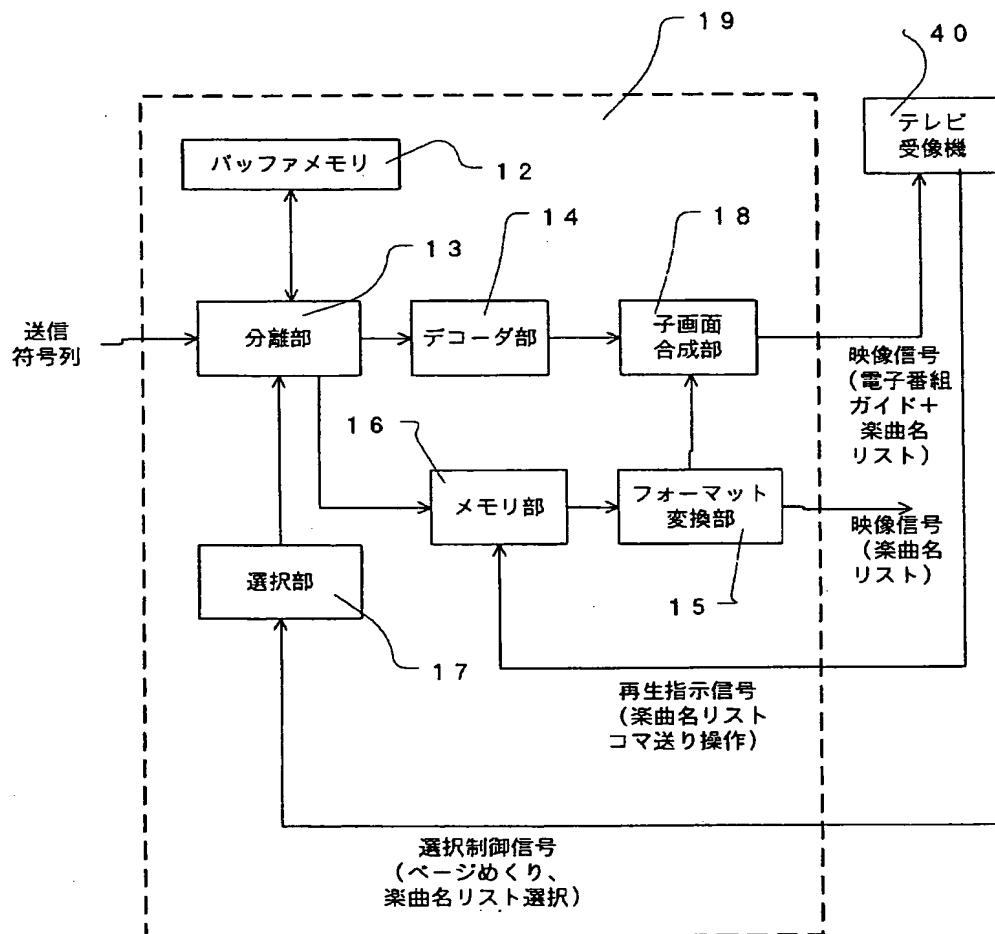 19
40
テレビ
受像機
バッファメモリ
12
14
18
13
送信
符号列
分離部
デコーダ部
子画面
合成部
映像信号
(電子番組
ガイド+
楽曲名
リスト)
16
メモリ部
フォーマット
変換部
映像信号
(楽曲名
リスト)
選択部
15
17
再生指示信号
(楽曲名リスト
コマ送り操作)
選択制御信号
(ページめくり、
楽曲名リスト選択)